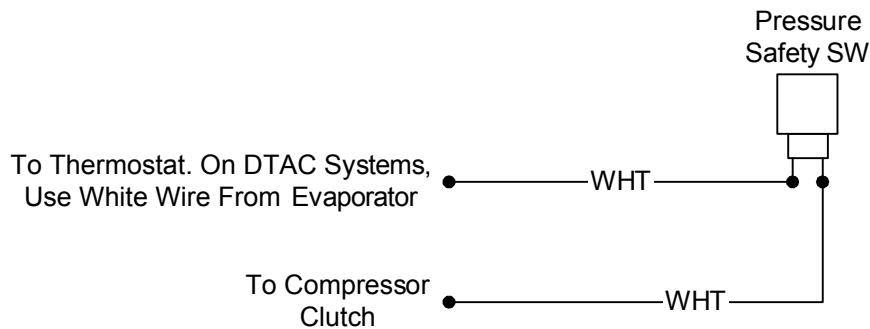 Pressure
Safety SW
To Thermostat. On DTAC Systems,
Use White Wire From Evaporator
WHT
To Compressor
Clutch
WHT